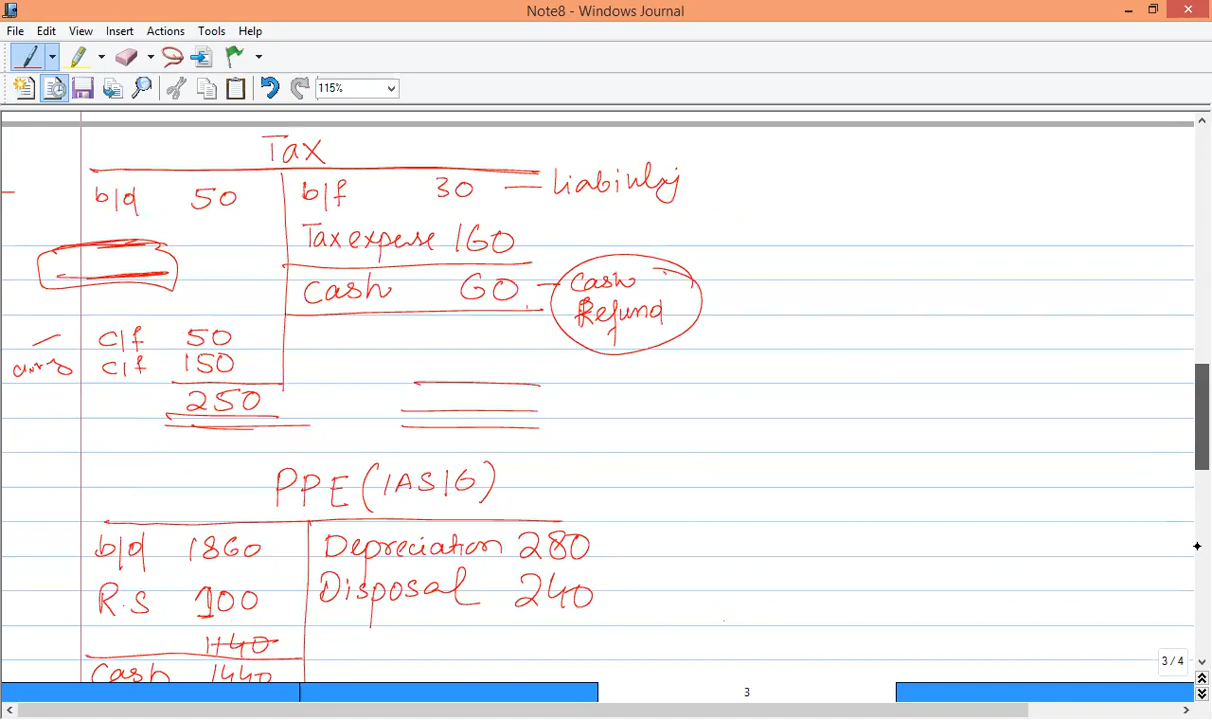 Note8 - Windows Journal
File Edit View Insert Actions Tools Help
115%
Tax
b/d 50 b/f 30 — Liability
Tax expense 160
Cash 60 — Cash
Refund
c/f 50
c/f 150
250
PPE (IAS16)
b/d 1860 Depreciation 280
R.S 100 Disposal 240
1140
Cash 1440
3 / 4
3